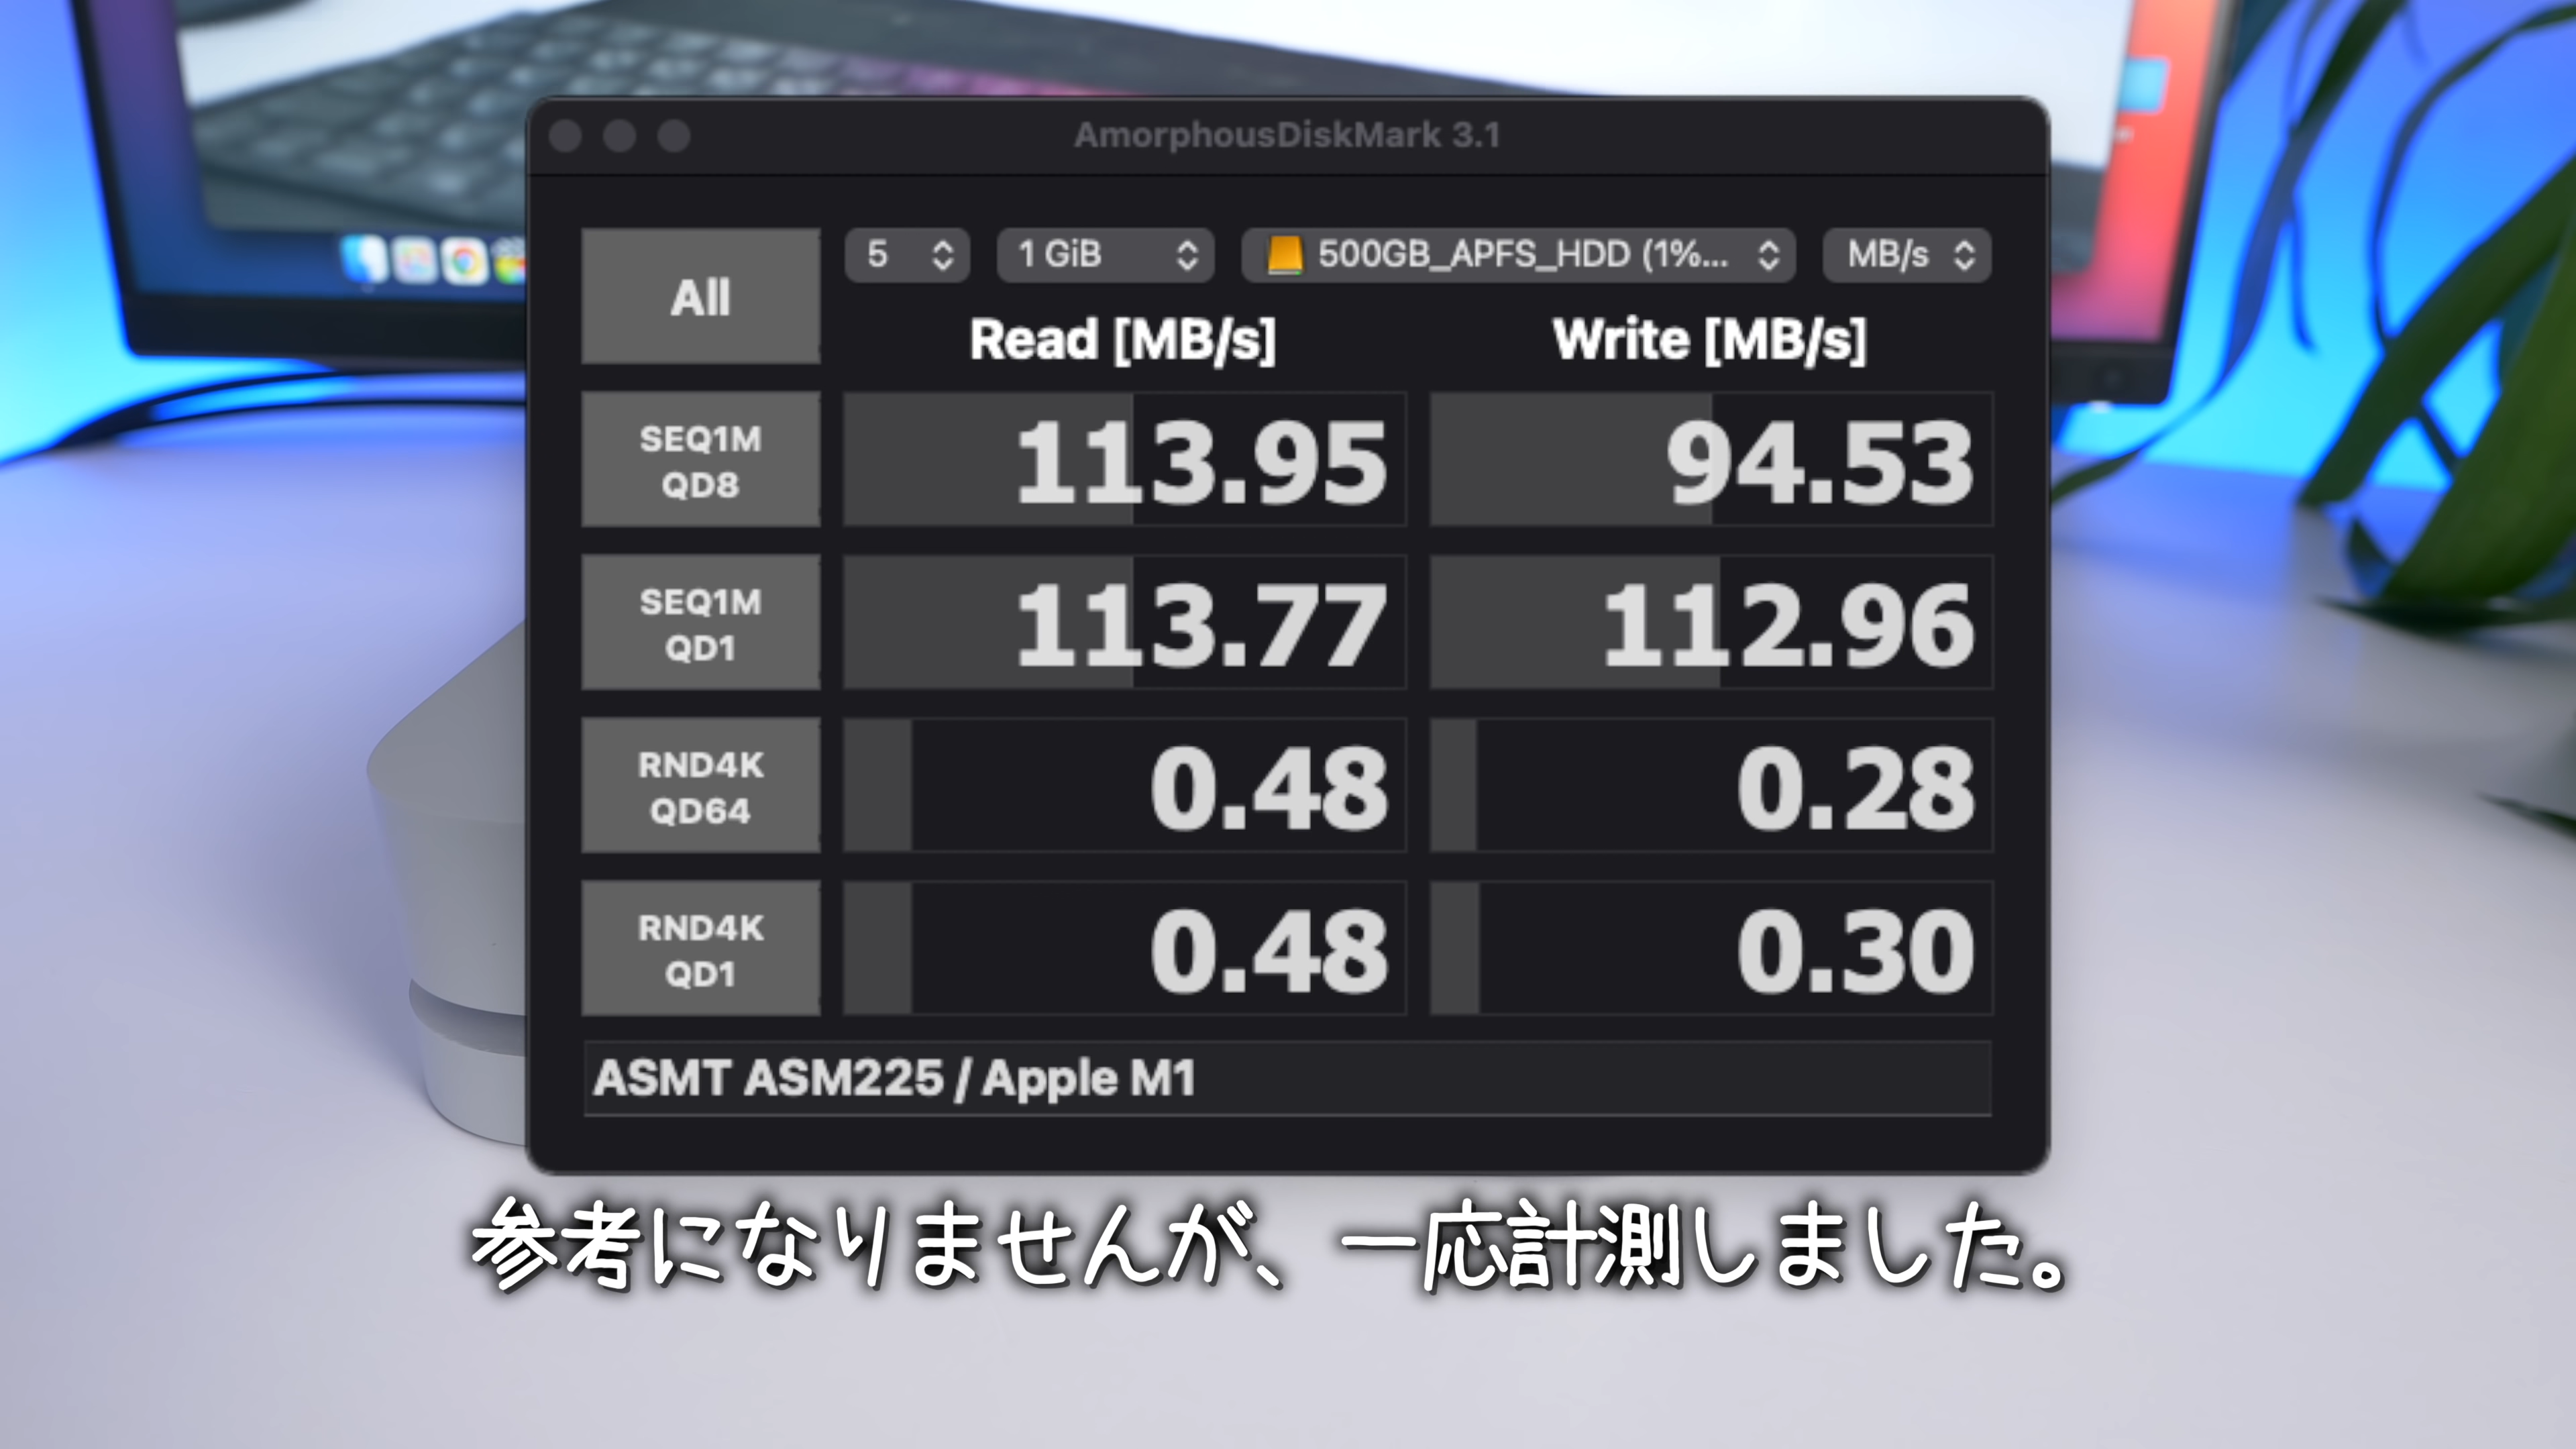 AmorphousDiskMark 3.1
All
5
1 GiB
500GB_APFS_HDD (1%...
MB/s
Read [MB/s]
Write [MB/s]
SEQ1M
QD8
113.95
94.53
SEQ1M
QD1
113.77
112.96
RND4K
QD64
0.48
0.28
RND4K
QD1
0.48
0.30
ASMT ASM225 / Apple M1
参考になりませんが、一応計測しました。